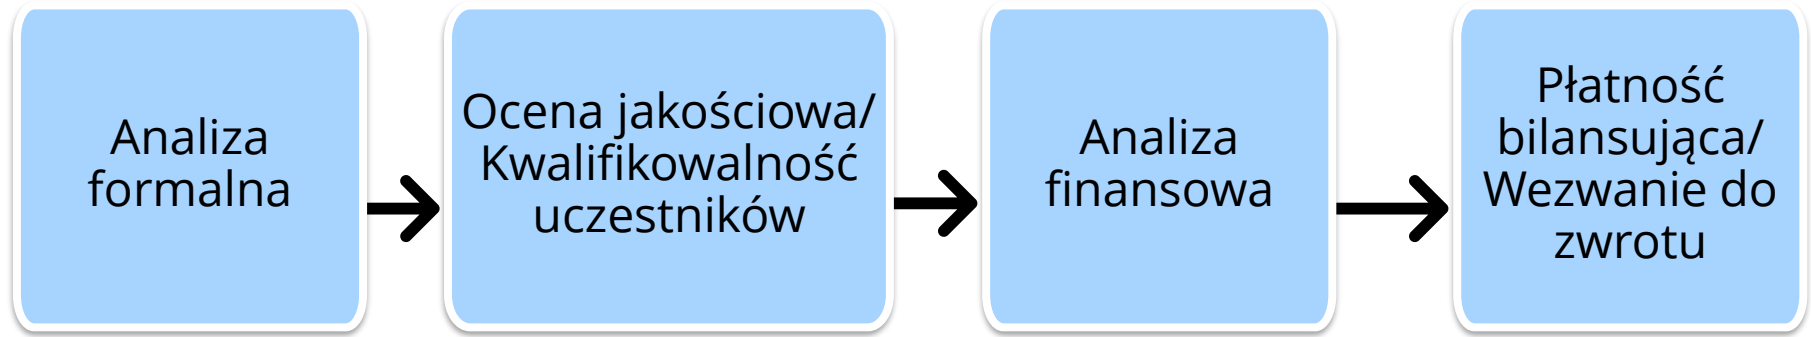 Analiza
formalna
Ocena jakościowa/
Kwalifikowalność
uczestników
Analiza
finansowa
Płatność
bilansująca/
Wezwanie do
zwrotu